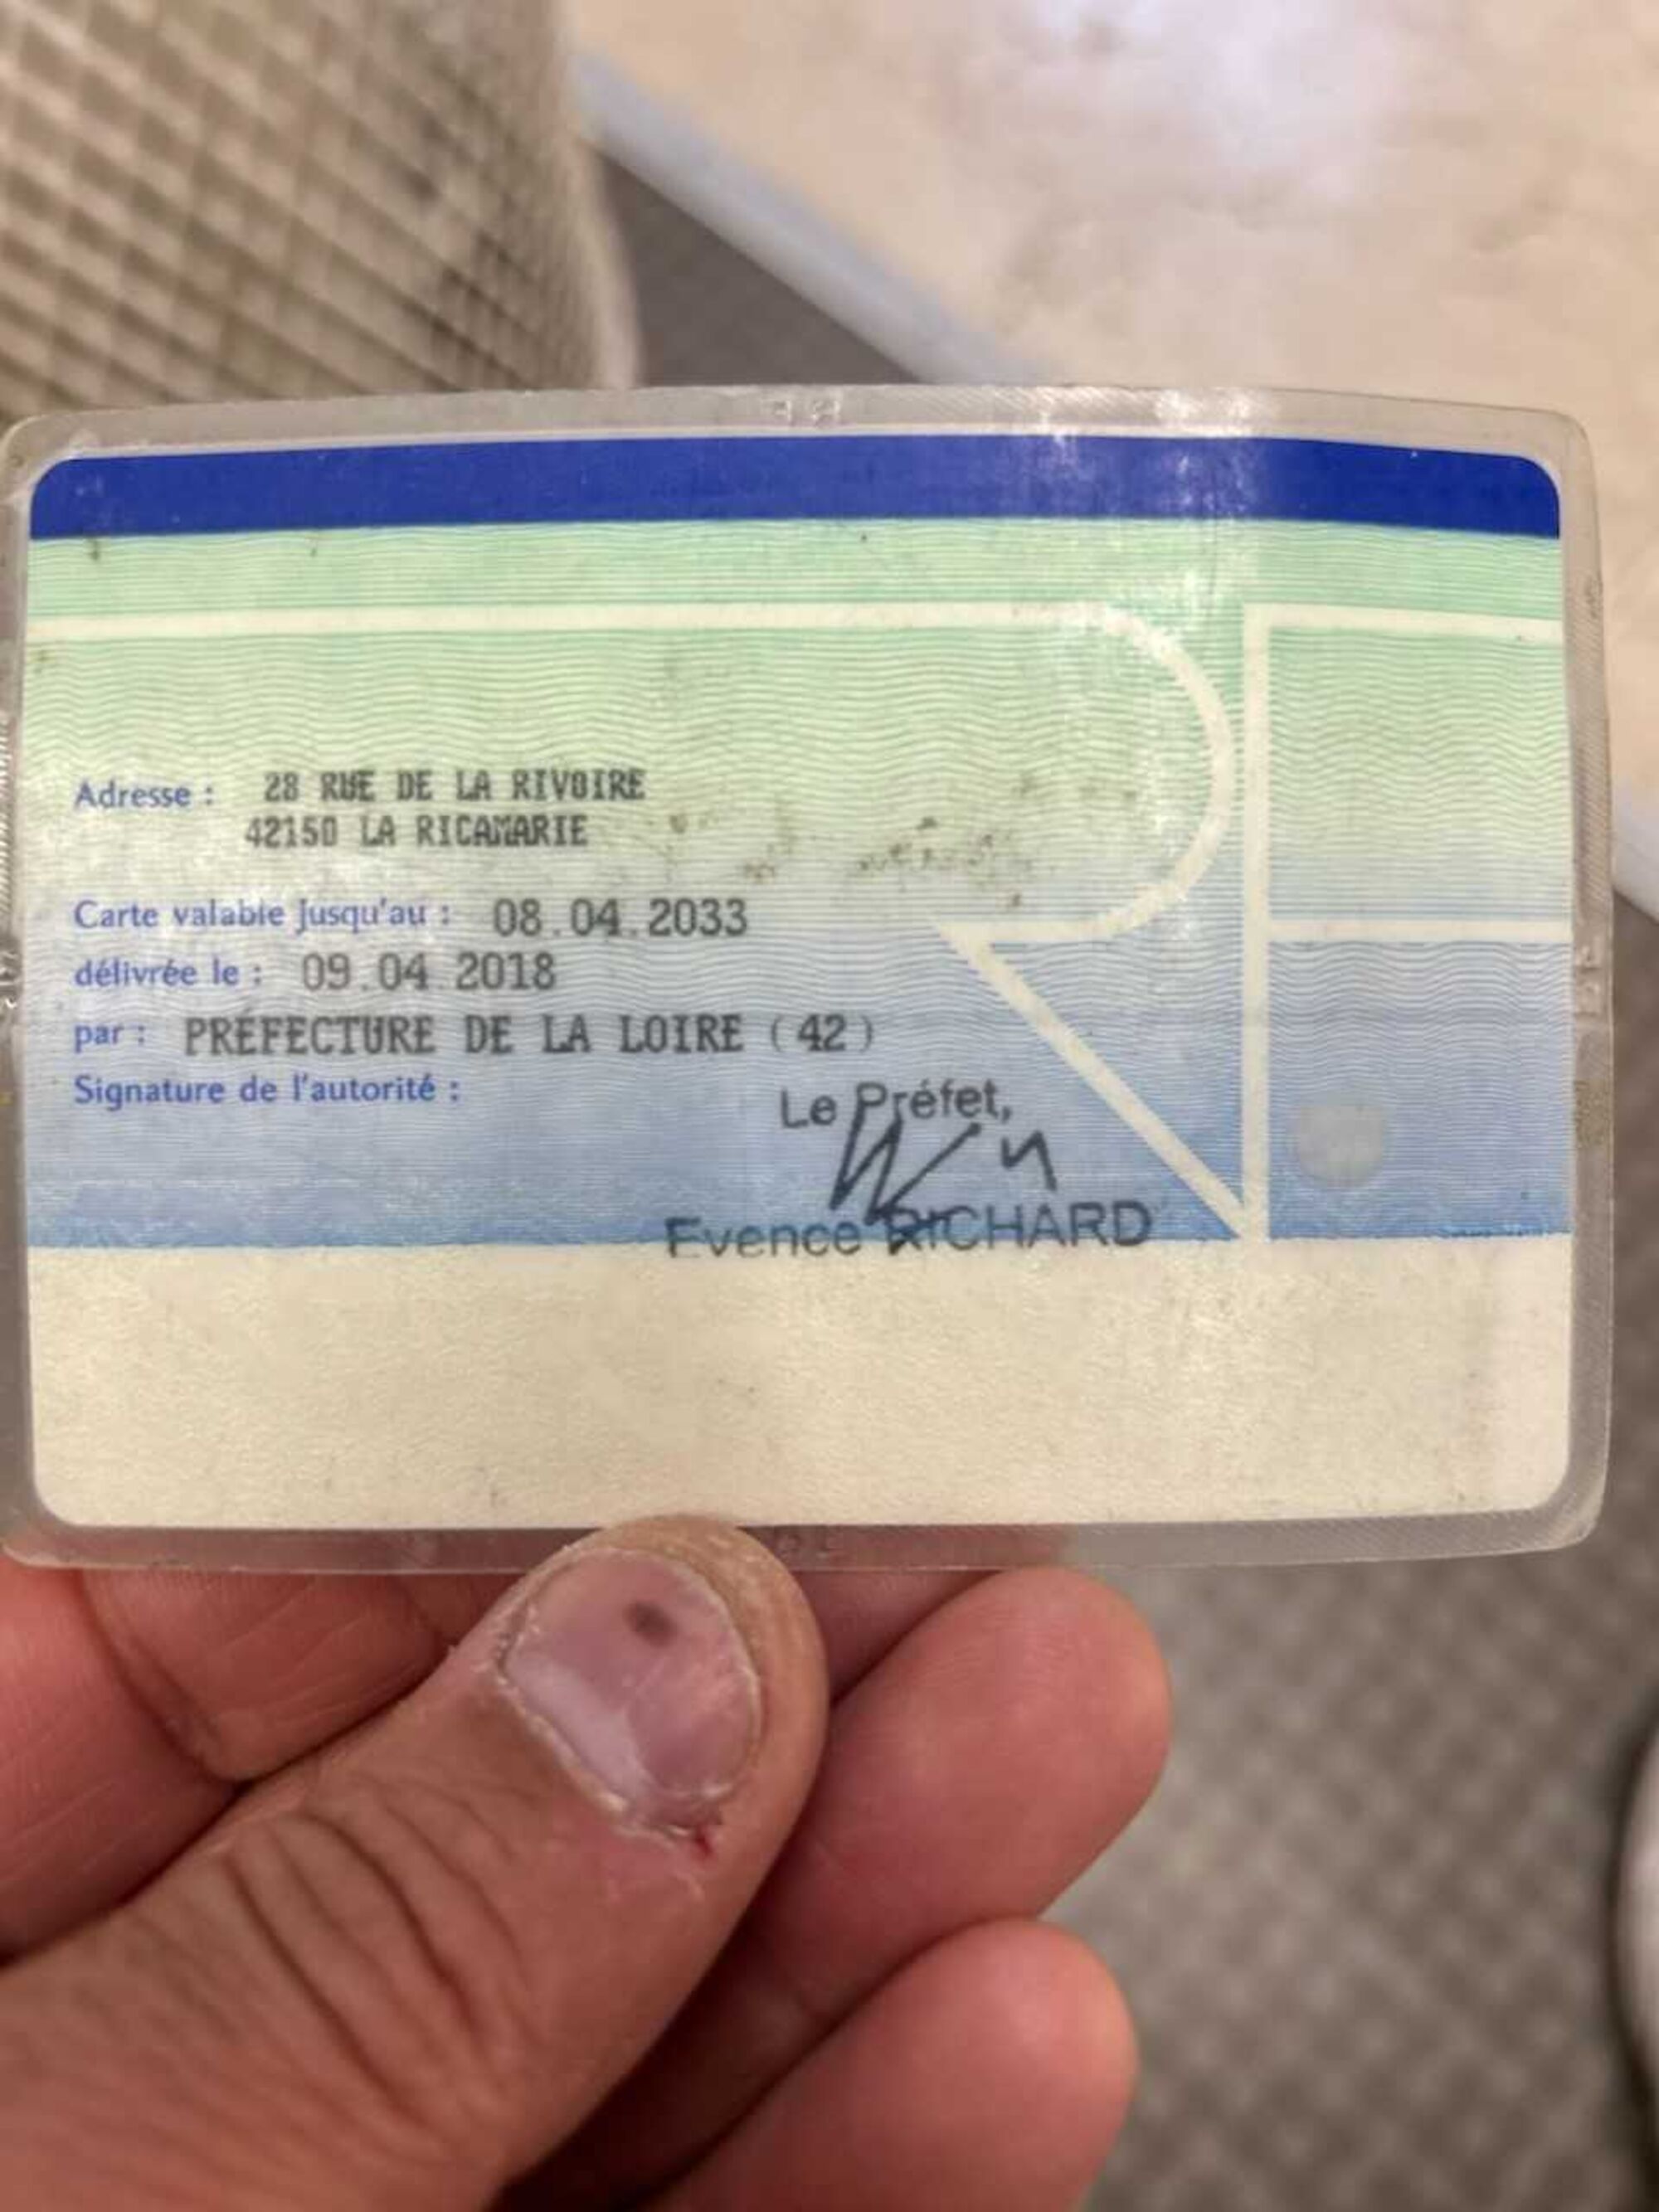 Adresse : 28 RUE DE LA RIVOIRE
42150 LA RICAMARIE
Carte valable jusqu'au : 08.04.2033
délivrée le : 09.04.2018
par : PRÉFECTURE DE LA LOIRE (42)
Signature de l'autorité :
Le Préfet,
Evence RICHARD